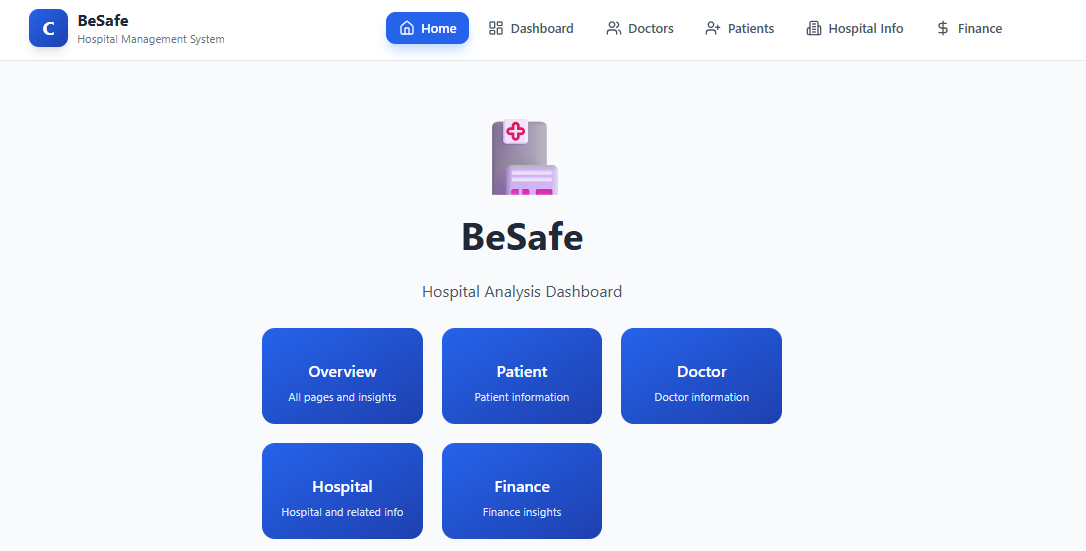 C
BeSafe
Hospital Management System
Home
Dashboard
Doctors
Patients
Hospital Info
Finance
BeSafe
Hospital Analysis Dashboard
Overview
All pages and insights
Patient
Patient information
Doctor
Doctor information
Hospital
Hospital and related info
Finance
Finance insights